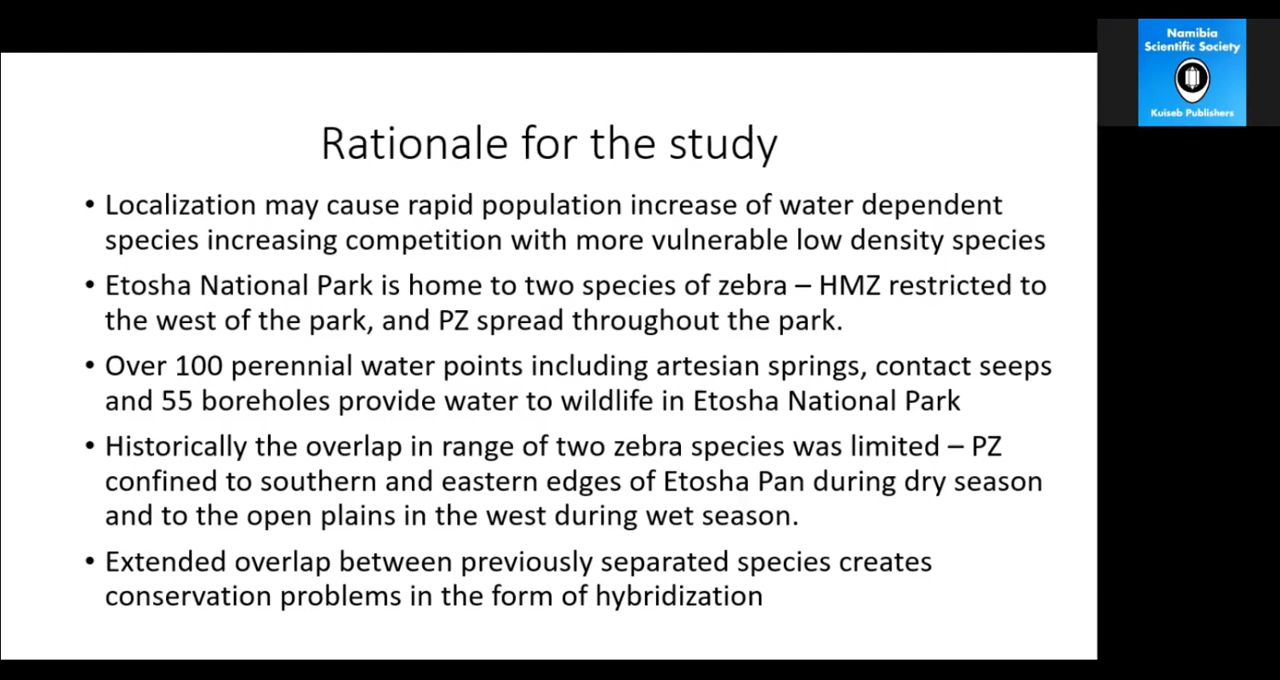 Namibia
Scientific Society
Kuiseb Publishers
Rationale for the study
• Localization may cause rapid population increase of water dependent
species increasing competition with more vulnerable low density species
• Etosha National Park is home to two species of zebra – HMZ restricted to
the west of the park, and PZ spread throughout the park.
• Over 100 perennial water points including artesian springs, contact seeps
and 55 boreholes provide water to wildlife in Etosha National Park
• Historically the overlap in range of two zebra species was limited – PZ
confined to southern and eastern edges of Etosha Pan during dry season
and to the open plains in the west during wet season.
• Extended overlap between previously separated species creates
conservation problems in the form of hybridization